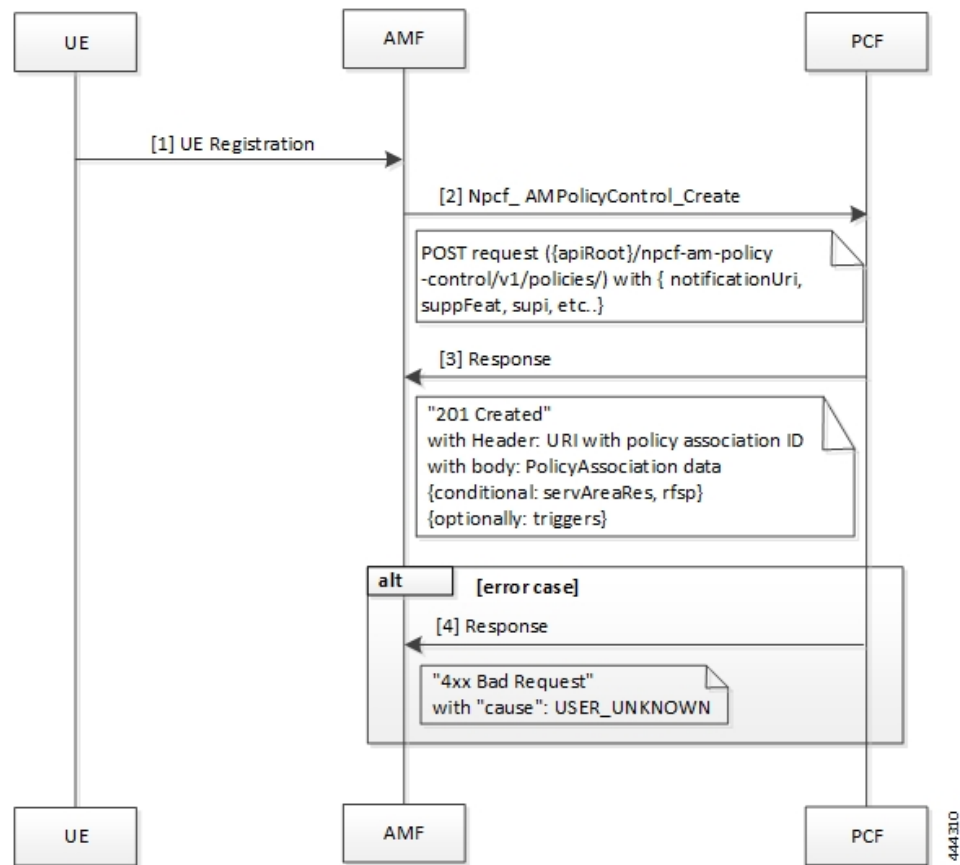 UE
AMF
PCF
[1] UE Registration
[2] Npcf_ AMPolicyControl_Create
POST request ({apiRoot}/npcf-am-policy
-control/v1/policies/) with { notificationUri,
suppFeat, supi, etc..}
[3] Response
"201 Created"
with Header: URI with policy association ID
with body: PolicyAssociation data
{conditional: servAreaRes, rfsp}
{optionally: triggers}
alt
[error case]
[4] Response
"4xx Bad Request"
with "cause": USER_UNKNOWN
UE
AMF
PCF
444310